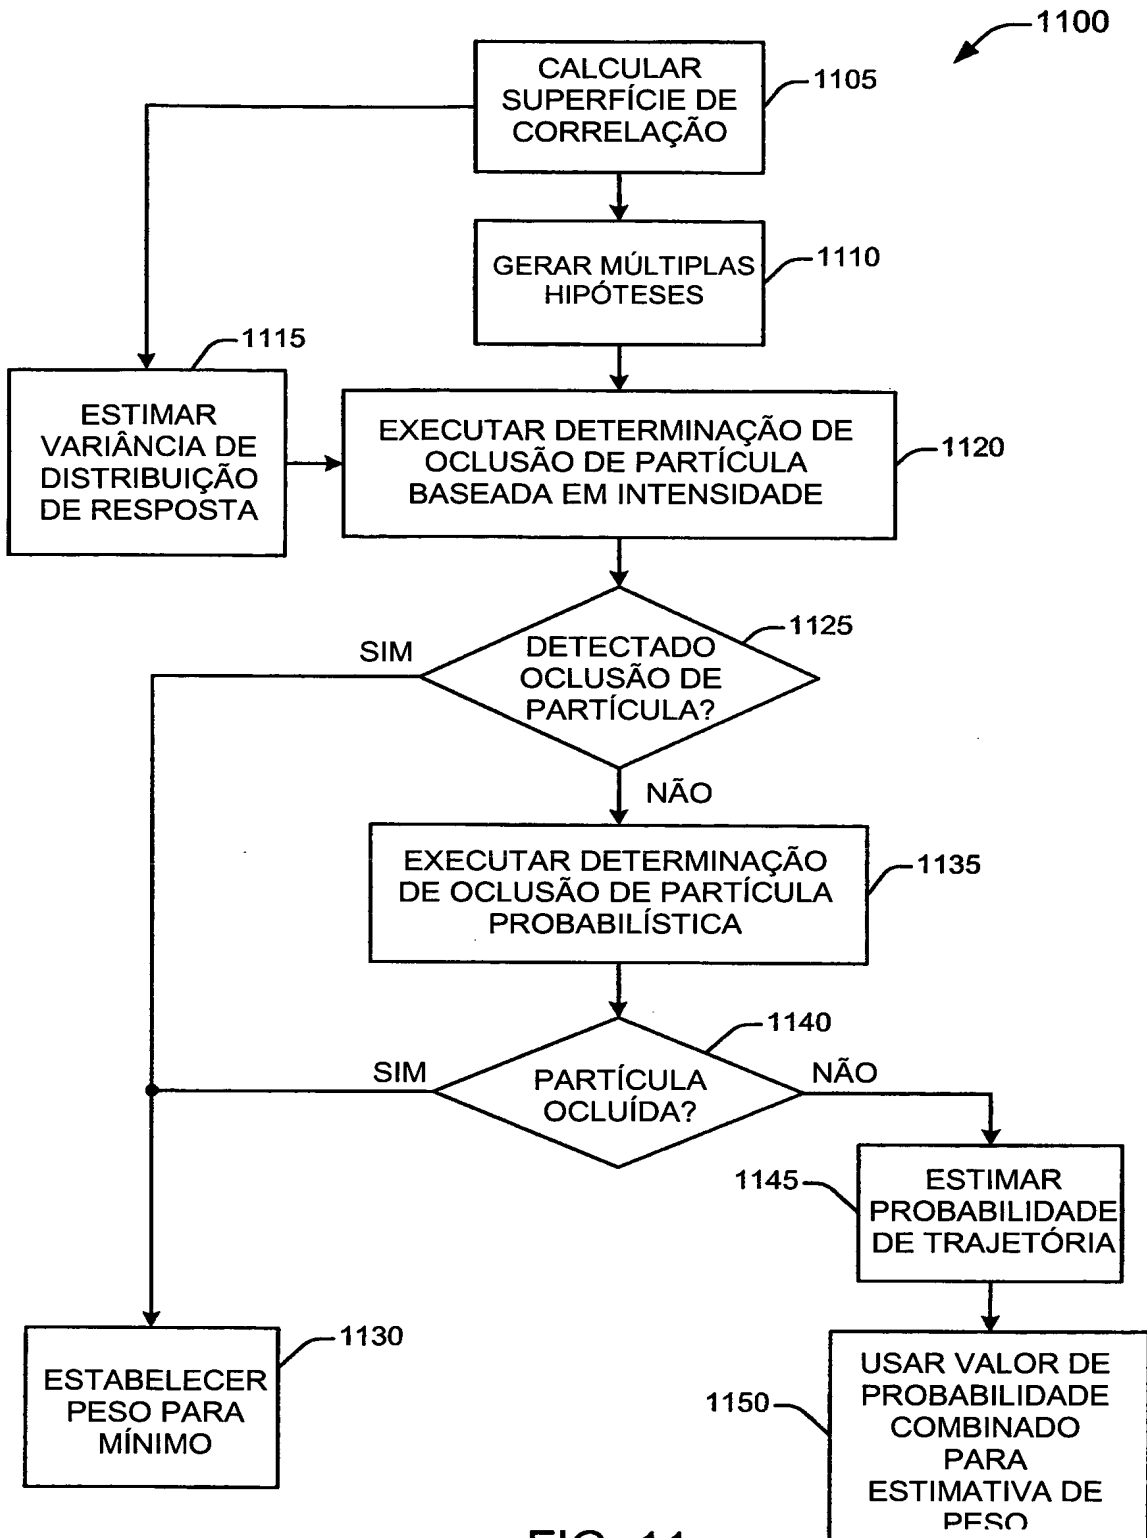 1100
CALCULAR
SUPERFÍCIE DE
CORRELAÇÃO
1105
GERAR MÚLTIPLAS
HIPÓTESES
1110
1115
ESTIMAR
VARIÂNCIA DE
DISTRIBUIÇÃO
DE RESPOSTA
EXECUTAR DETERMINAÇÃO DE
OCLUSÃO DE PARTÍCULA
BASEADA EM INTENSIDADE
1120
1125
SIM
DETECTADO
OCLUSÃO DE
PARTÍCULA?
NÃO
EXECUTAR DETERMINAÇÃO
DE OCLUSÃO DE PARTÍCULA
PROBABILÍSTICA
1135
1140
SIM
PARTÍCULA
OCLUÍDA?
NÃO
1145
ESTIMAR
PROBABILIDADE
DE TRAJETÓRIA
1130
ESTABELECER
PESO PARA
MÍNIMO
1150
USAR VALOR DE
PROBABILIDADE
COMBINADO
PARA
ESTIMATIVA DE
PESO
FIG. 11